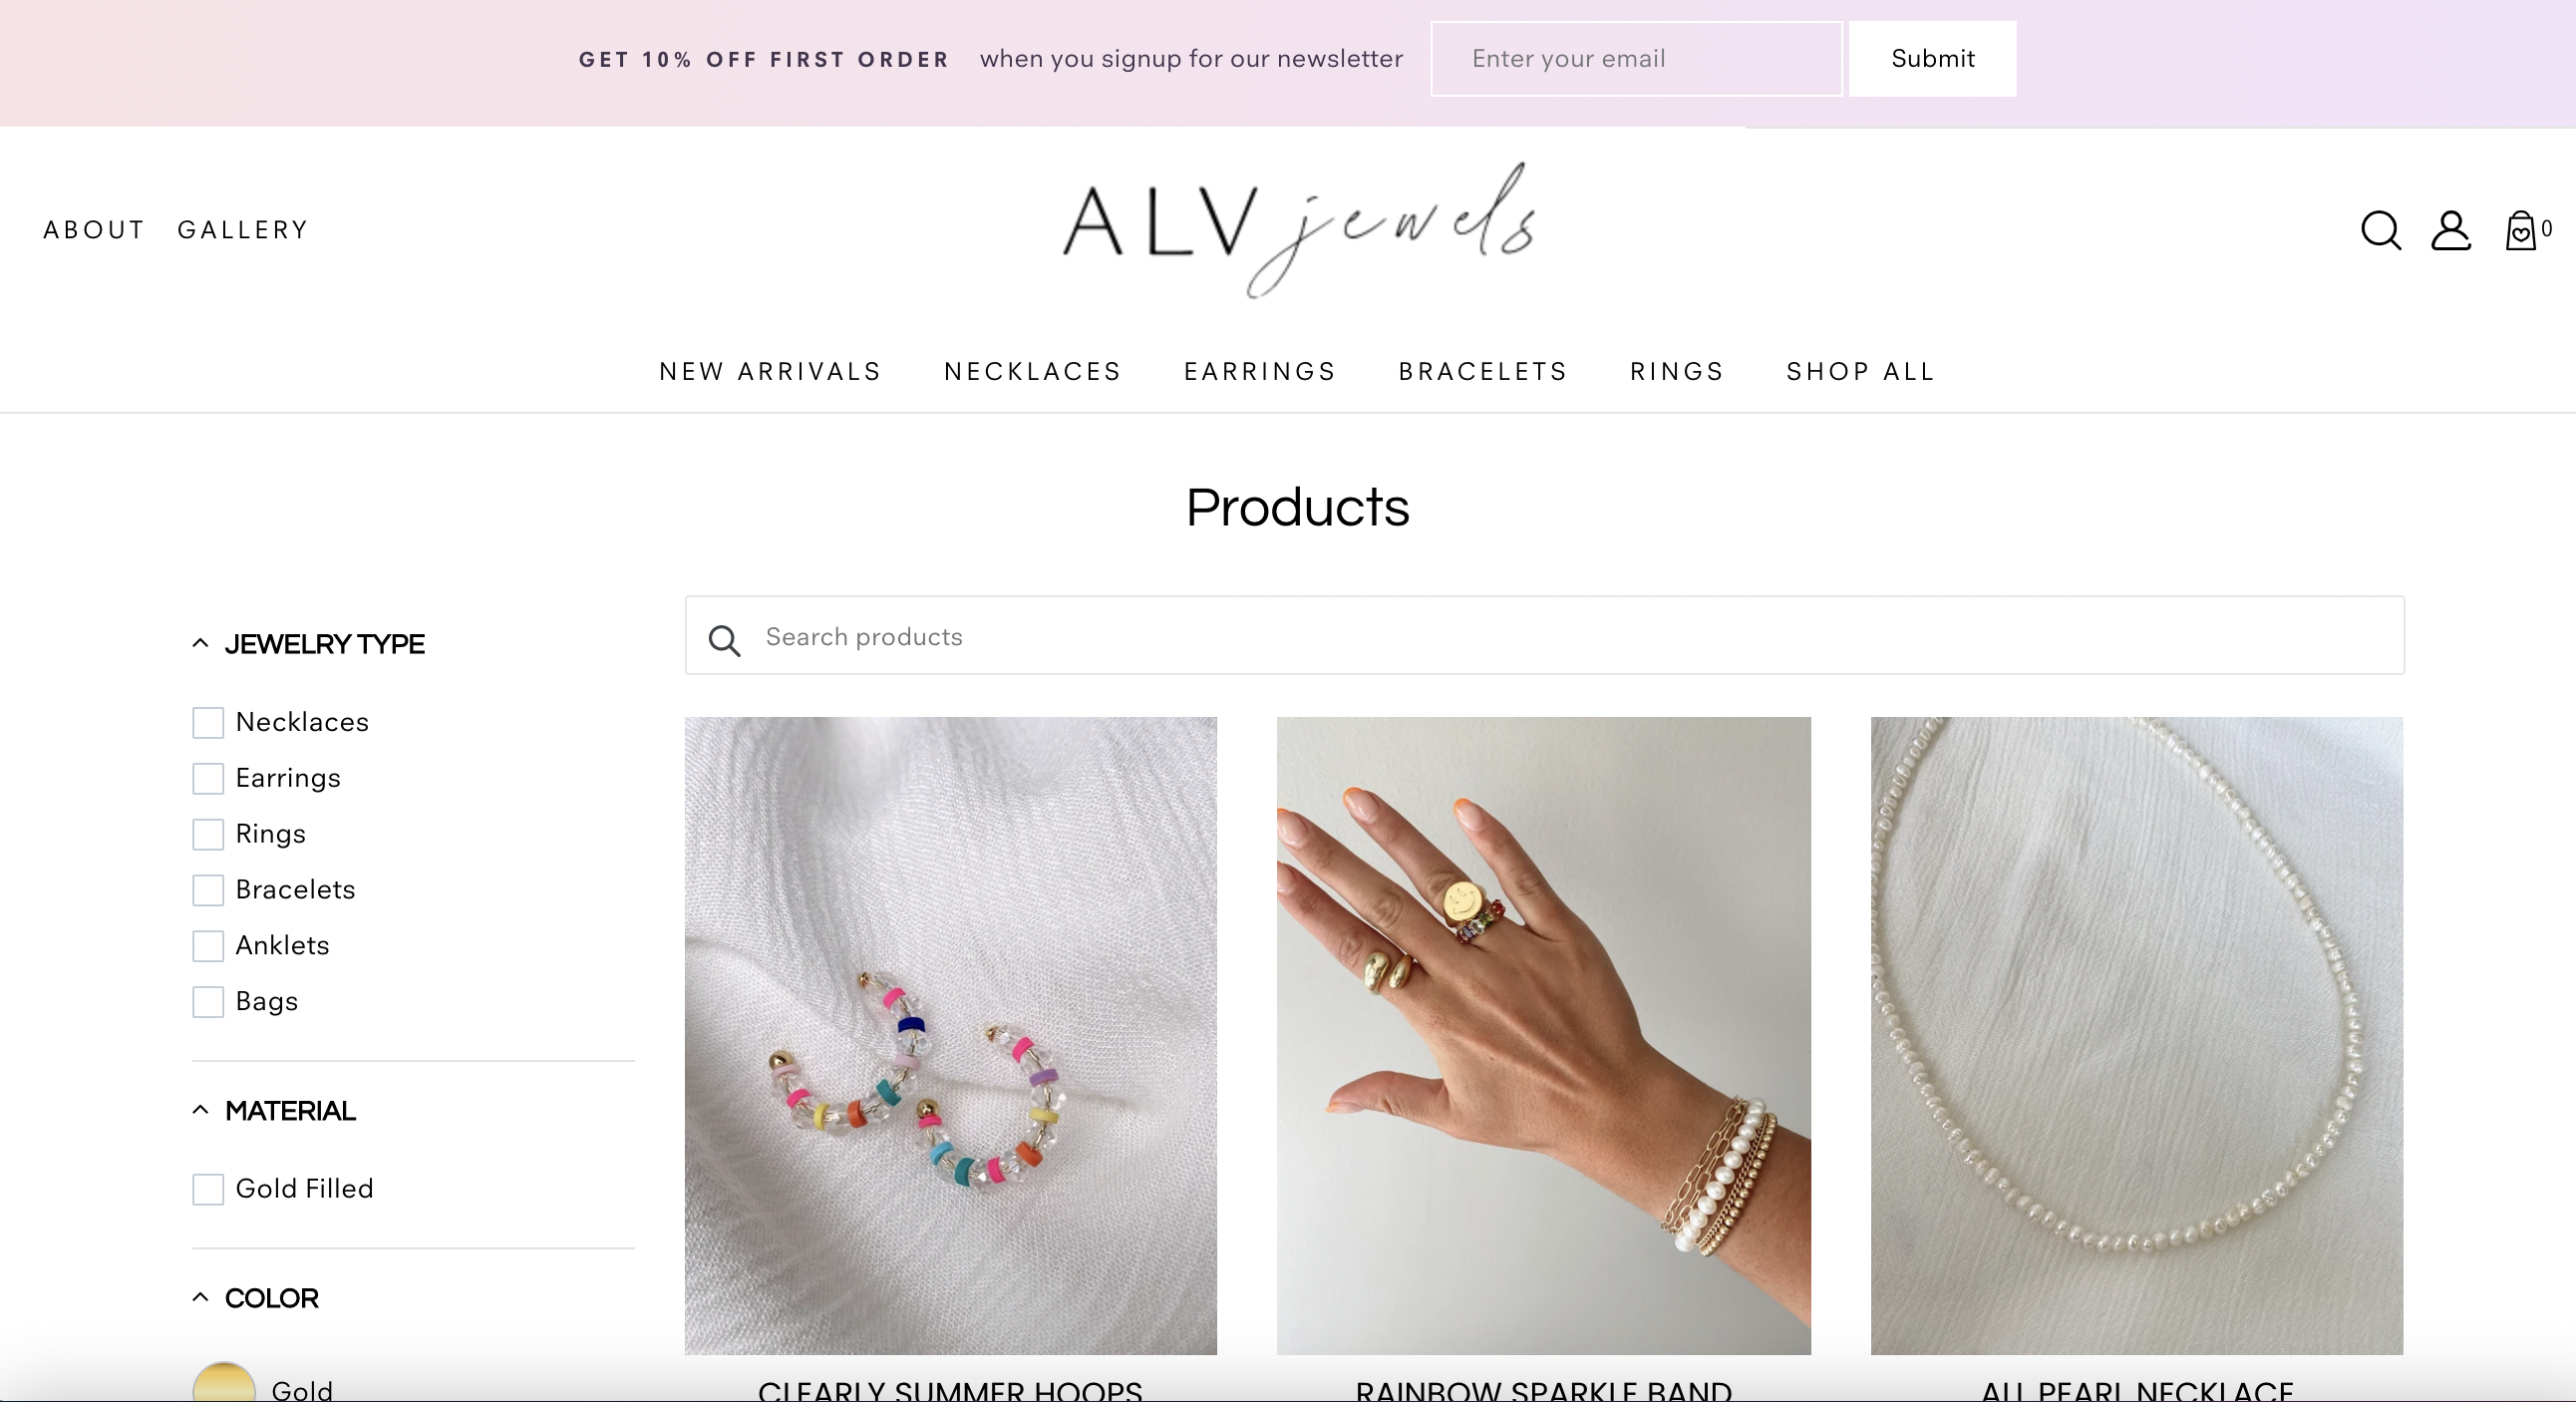 GET 10% OFF FIRST ORDER when you signup for our newsletter Enter your email Submit
ABOUT GALLERY ALV jewels 0
NEW ARRIVALS NECKLACES EARRINGS BRACELETS RINGS SHOP ALL
Products
Search products
JEWELRY TYPE
Necklaces
Earrings
Rings
Bracelets
Anklets
Bags
MATERIAL
Gold Filled
COLOR
Gold
CLEARLY SUMMER HOOPS RAINBOW SPARKLE BAND ALL PEARL NECKLACE